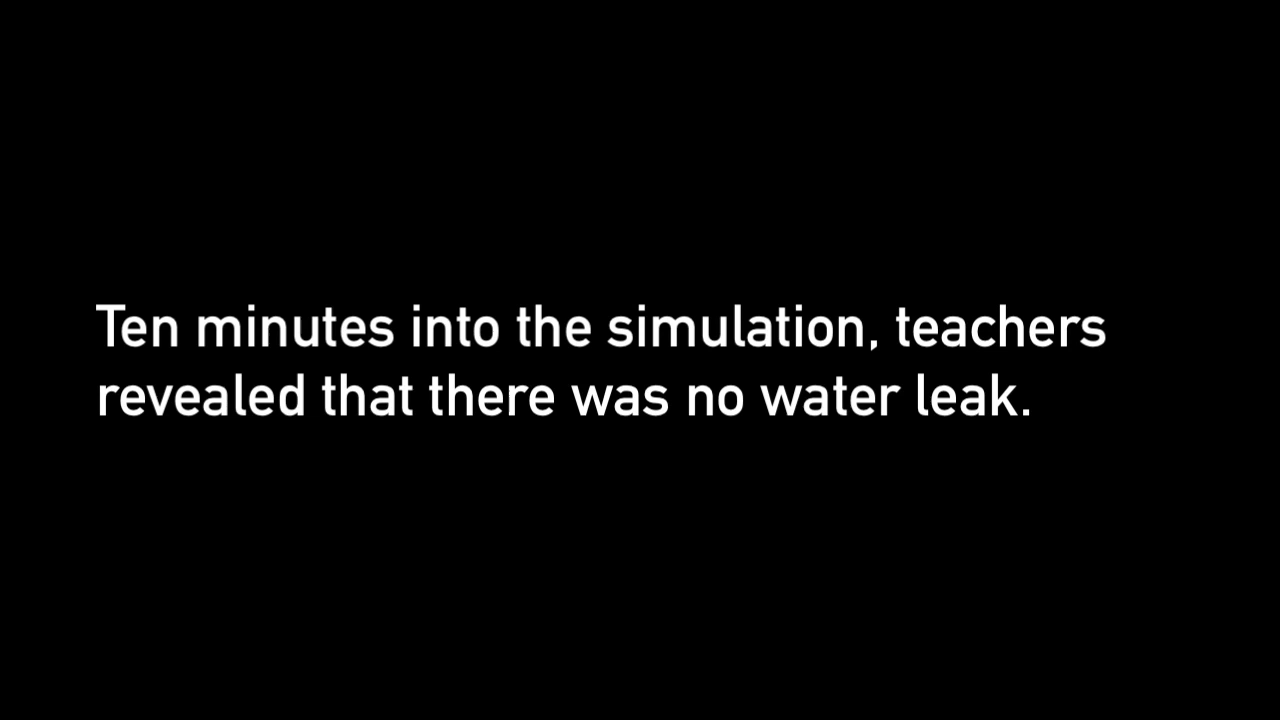 Ten minutes into the simulation, teachers
revealed that there was no water leak.